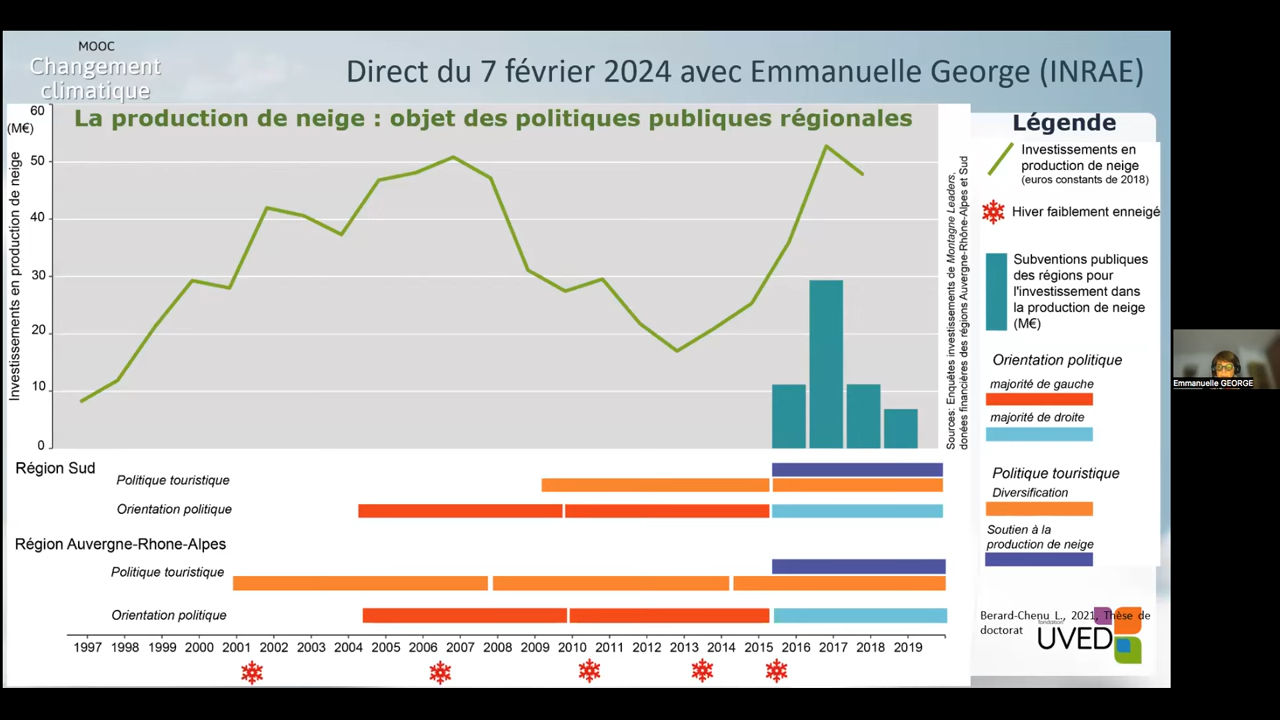 MOOC
Changement
climatique
Direct du 7 février 2024 avec Emmanuelle George (INRAE)
La production de neige : objet des politiques publiques régionales
Investissements en production de neige
(M€)
60
50
40
30
20
10
0
Sources: Enquêtes investissements de Montagne Leaders,
donées financières des régions Auvergne-Rhône-Alpes et Sud
Légende
Investissements en
production de neige
(euros constants de 2018)
Hiver faiblement enneigé
Subventions publiques
des régions pour
l'investissement dans
la production de neige
(M€)
Orientation politique
majorité de gauche
majorité de droite
Politique touristique
Diversification
Soutien à la
production de neige
Emmanuelle GEORGE
Région Sud
Politique touristique
Orientation politique
Région Auvergne-Rhone-Alpes
Politique touristique
Orientation politique
1997 1998 1999 2000 2001 2002 2003 2004 2005 2006 2007 2008 2009 2010 2011 2012 2013 2014 2015 2016 2017 2018 2019
Berard-Chenu L., 2021, Thèse de
doctorat
fondation
UVED